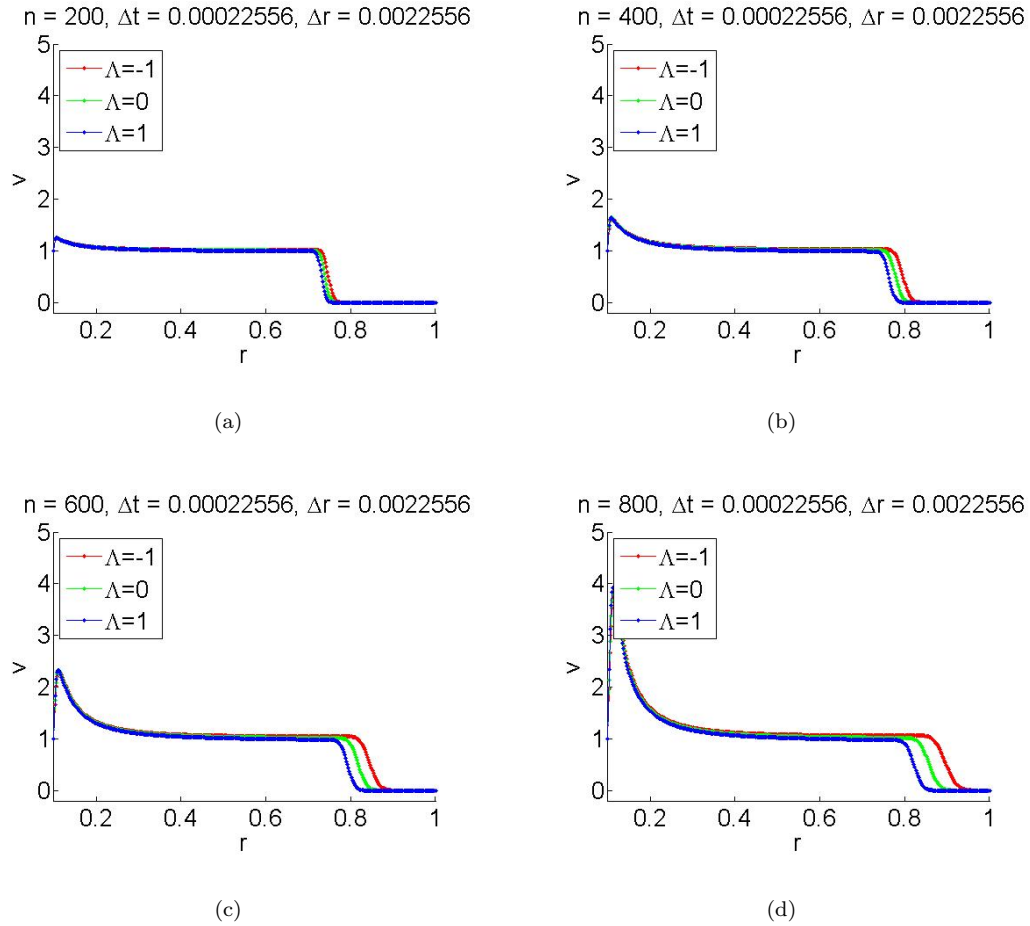 n = 200, Δt = 0.00022556, Δr = 0.0022556
5
4
3
2
1
0
v
Λ=-1
Λ=0
Λ=1
0.2
0.4
0.6
0.8
1
r
(a)
n = 400, Δt = 0.00022556, Δr = 0.0022556
5
4
3
2
1
0
v
Λ=-1
Λ=0
Λ=1
0.2
0.4
0.6
0.8
1
r
(b)
n = 600, Δt = 0.00022556, Δr = 0.0022556
5
4
3
2
1
0
v
Λ=-1
Λ=0
Λ=1
0.2
0.4
0.6
0.8
1
r
(c)
n = 800, Δt = 0.00022556, Δr = 0.0022556
5
4
3
2
1
0
v
Λ=-1
Λ=0
Λ=1
0.2
0.4
0.6
0.8
1
r
(d)